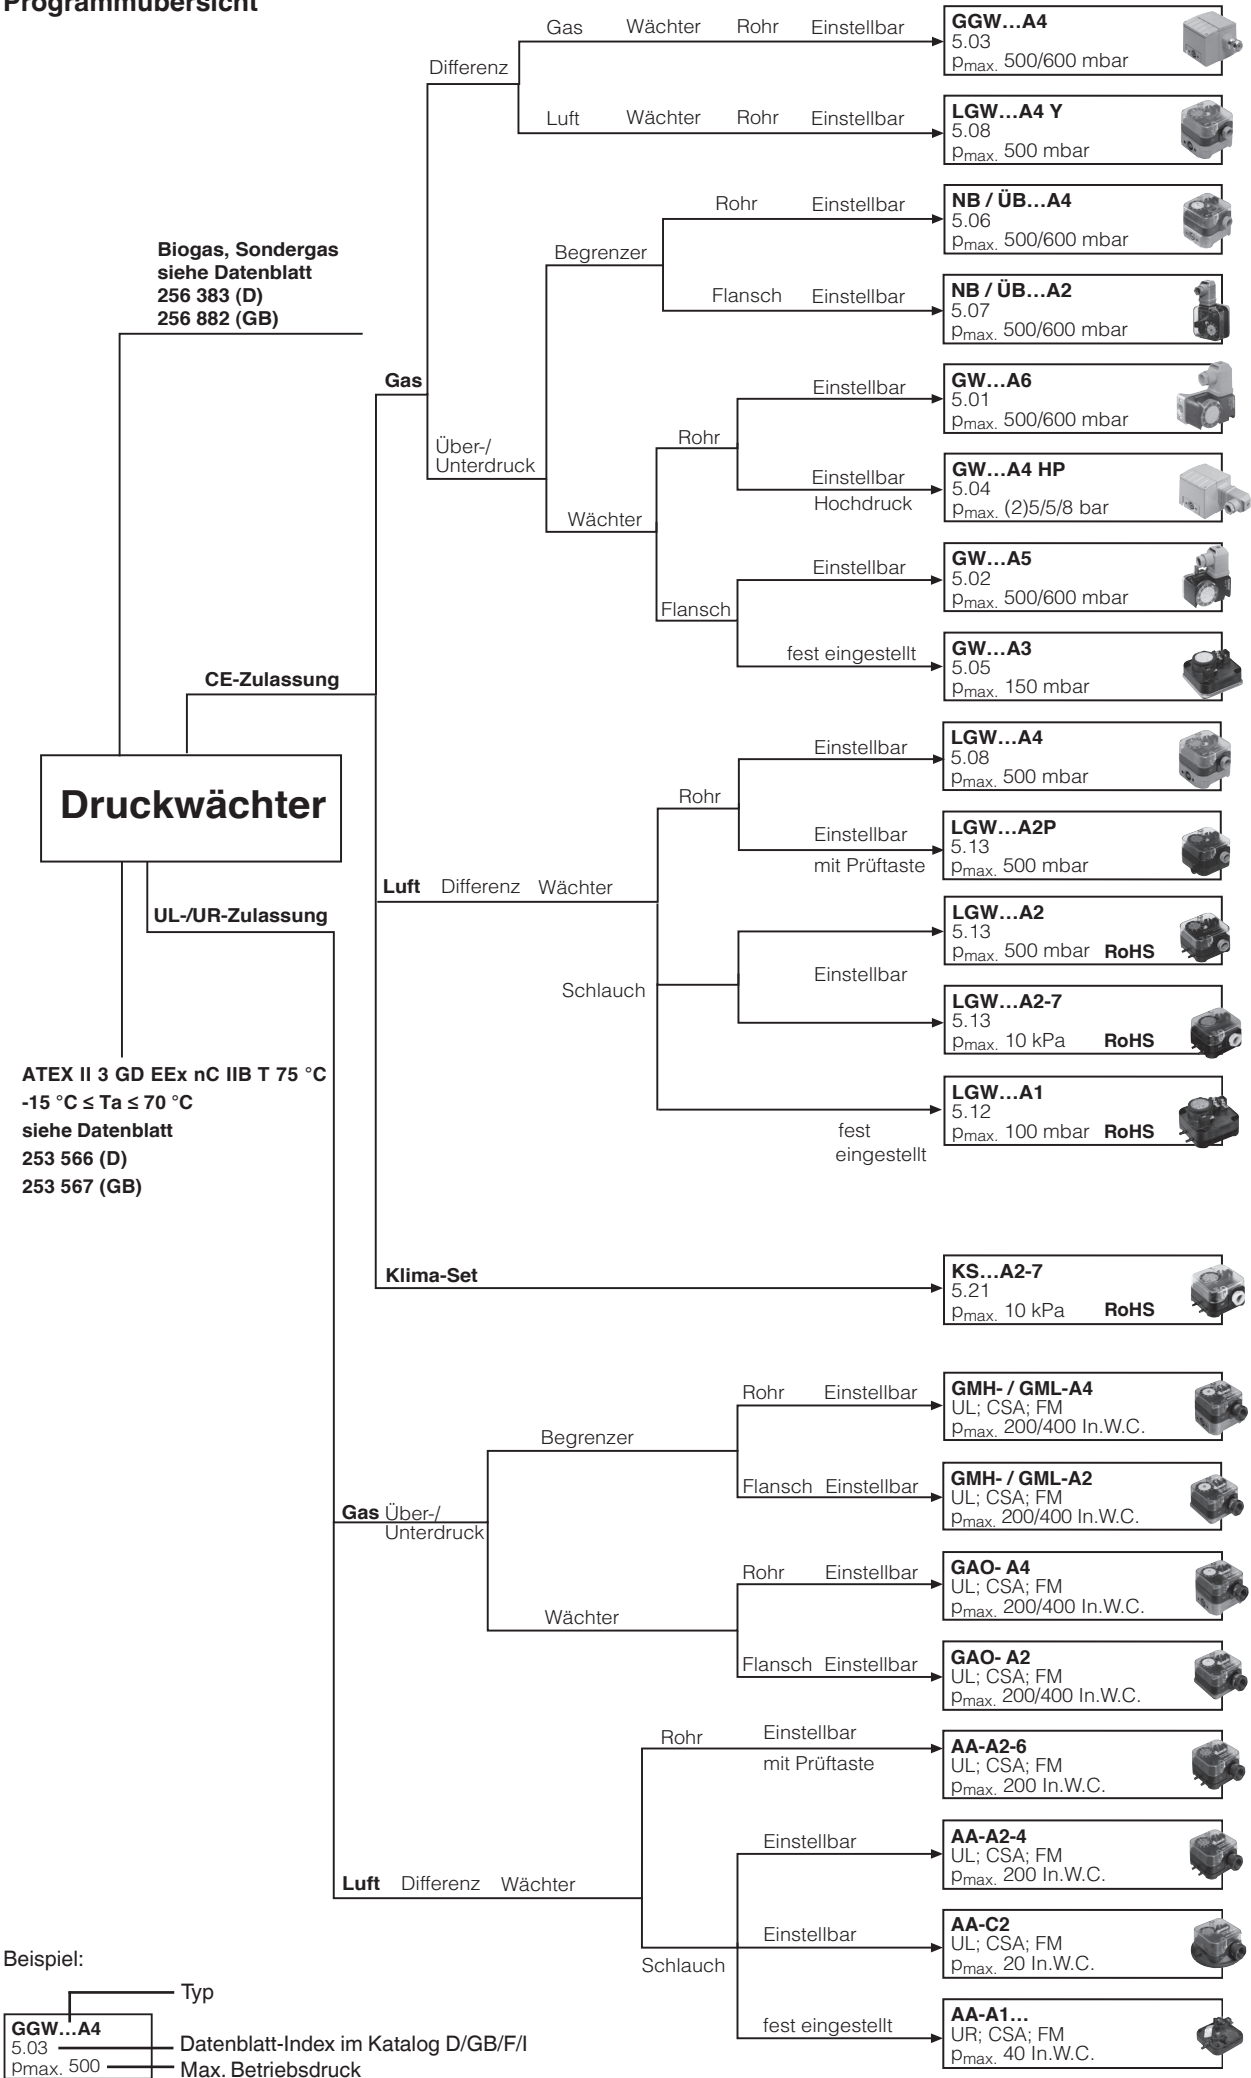 Programmübersicht
Gas Wächter Rohr Einstellbar
GGW...A4
5.03
pmax. 500/600 mbar
Differenz
Luft Wächter Rohr Einstellbar
LGW...A4 Y
5.08
pmax. 500 mbar
Rohr Einstellbar
NB / ÜB...A4
5.06
pmax. 500/600 mbar
Biogas, Sondergas
siehe Datenblatt
256 383 (D)
256 882 (GB)
Begrenzer
Flansch Einstellbar
NB / ÜB...A2
5.07
pmax. 500/600 mbar
Gas
Einstellbar
GW...A6
5.01
pmax. 500/600 mbar
Über-/
Unterdruck
Rohr
Einstellbar
Hochdruck
GW...A4 HP
5.04
pmax. (2)5/5/8 bar
Wächter
Einstellbar
GW...A5
5.02
pmax. 500/600 mbar
Flansch
fest eingestellt
GW...A3
5.05
pmax. 150 mbar
CE-Zulassung
Druckwächter
Einstellbar
LGW...A4
5.08
pmax. 500 mbar
Rohr
Einstellbar
mit Prüftaste
LGW...A2P
5.13
pmax. 500 mbar
Luft Differenz Wächter
UL-/UR-Zulassung
LGW...A2
5.13
pmax. 500 mbar RoHS
Einstellbar
Schlauch
LGW...A2-7
5.13
pmax. 10 kPa RoHS
ATEX II 3 GD EEx nC IIB T 75 °C
-15 °C ≤ Ta ≤ 70 °C
siehe Datenblatt
253 566 (D)
253 567 (GB)
fest
eingestellt
LGW...A1
5.12
pmax. 100 mbar RoHS
Klima-Set
KS...A2-7
5.21
pmax. 10 kPa RoHS
Rohr Einstellbar
GMH- / GML-A4
UL; CSA; FM
pmax. 200/400 In.W.C.
Begrenzer
Flansch Einstellbar
GMH- / GML-A2
UL; CSA; FM
pmax. 200/400 In.W.C.
Gas Über-/
Unterdruck
Rohr Einstellbar
GAO- A4
UL; CSA; FM
pmax. 200/400 In.W.C.
Wächter
Flansch Einstellbar
GAO- A2
UL; CSA; FM
pmax. 200/400 In.W.C.
Rohr
Einstellbar
mit Prüftaste
AA-A2-6
UL; CSA; FM
pmax. 200 In.W.C.
Einstellbar
AA-A2-4
UL; CSA; FM
pmax. 200 In.W.C.
Luft Differenz Wächter
Einstellbar
AA-C2
UL; CSA; FM
pmax. 20 In.W.C.
Schlauch
fest eingestellt
AA-A1...
UR; CSA; FM
pmax. 40 In.W.C.
Beispiel:
Typ
GGW...A4
5.03
Datenblatt-Index im Katalog D/GB/F/I
pmax. 500
Max. Betriebsdruck